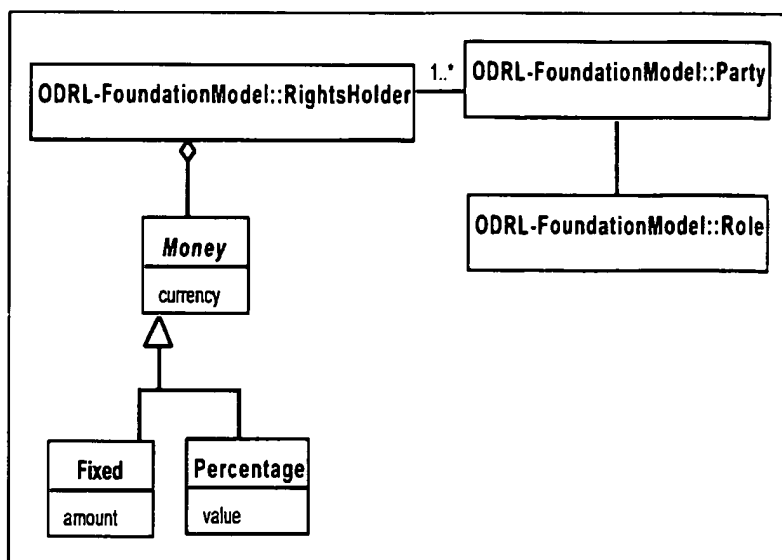 ODRL-FoundationModel::RightsHolder
1..*
ODRL-FoundationModel::Party
ODRL-FoundationModel::Role
Money
currency
Fixed
amount
Percentage
value